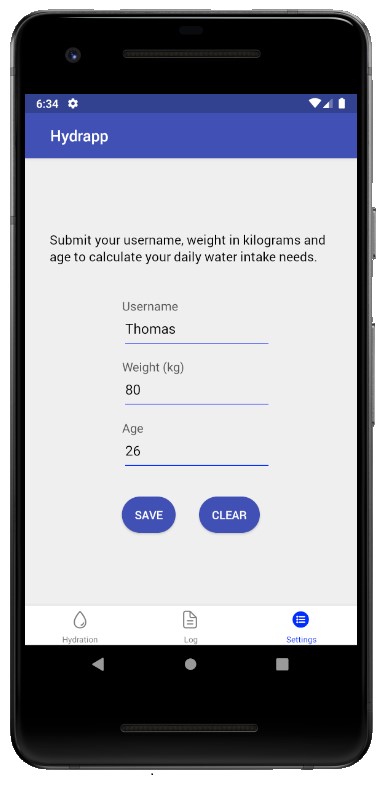 6:34
Hydrapp
Submit your username, weight in kilograms and
age to calculate your daily water intake needs.
Username
Thomas
Weight (kg)
80
Age
26
SAVE CLEAR
Hydration Log Settings